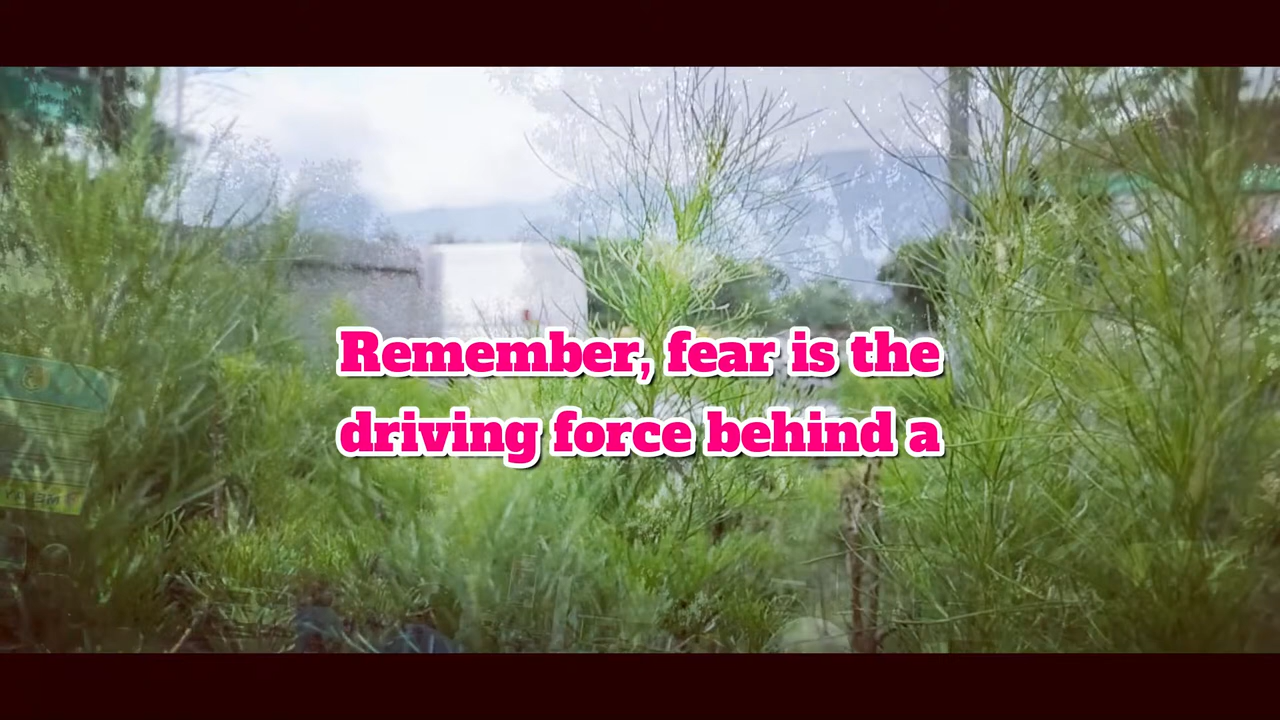 Remember, fear is the
driving force behind a